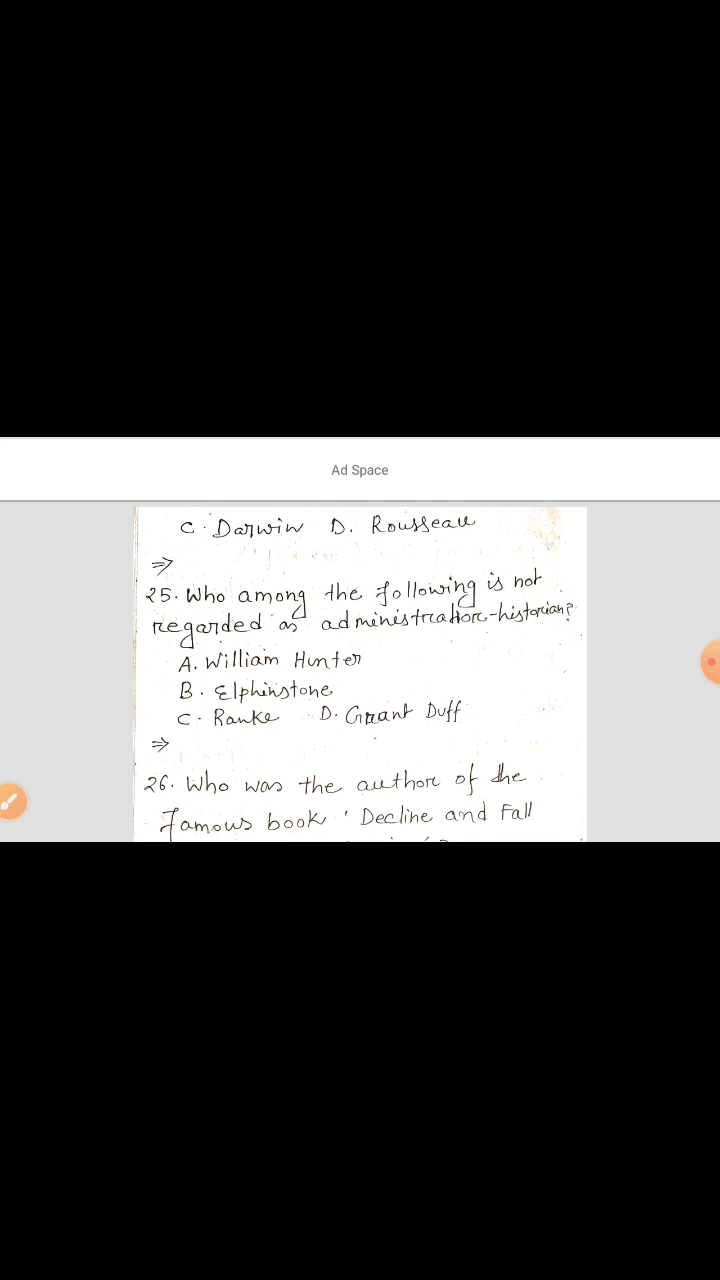 Ad Space
C. Darwin D. Rousseau
⇒
25. Who among the following is not
regarded as administrator-historian?
A. William Hunter
B. Elphinstone
C. Ranke D. Grant Duff
⇒
26. Who was the author of the
famous book 'Decline and Fall